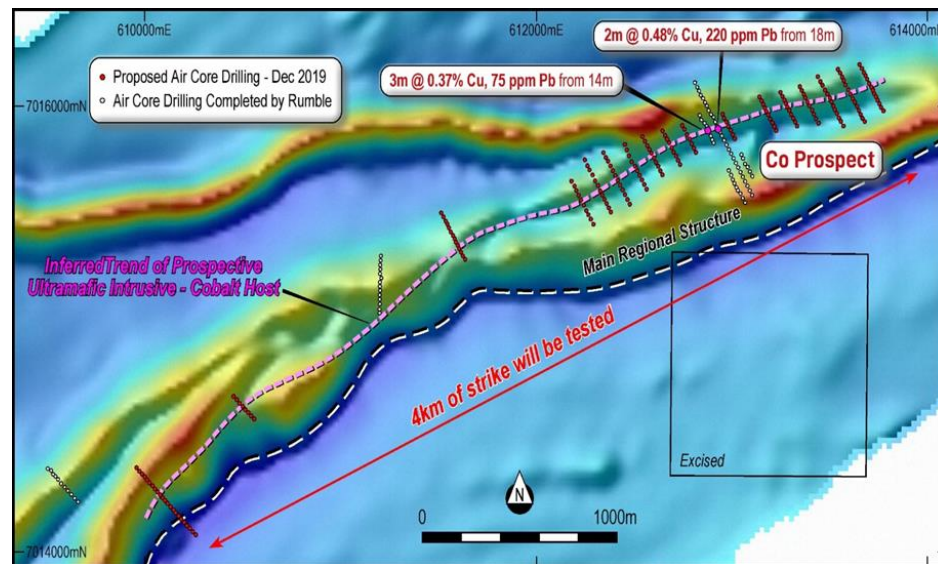 610000mE
612000mE
614000mE
2m @ 0.48% Cu, 220 ppm Pb from 18m
• Proposed Air Core Drilling - Dec 2019
3m @ 0.37% Cu, 75 ppm Pb from 14m
◦ Air Core Drilling Completed by Rumble
7016000mN
Co Prospect
Main Regional Structure
InferredTrend of Prospective
Ultramafic Intrusive - Cobalt Host
4km of strike will be tested
Excised
N
0
1000m
7014000mN